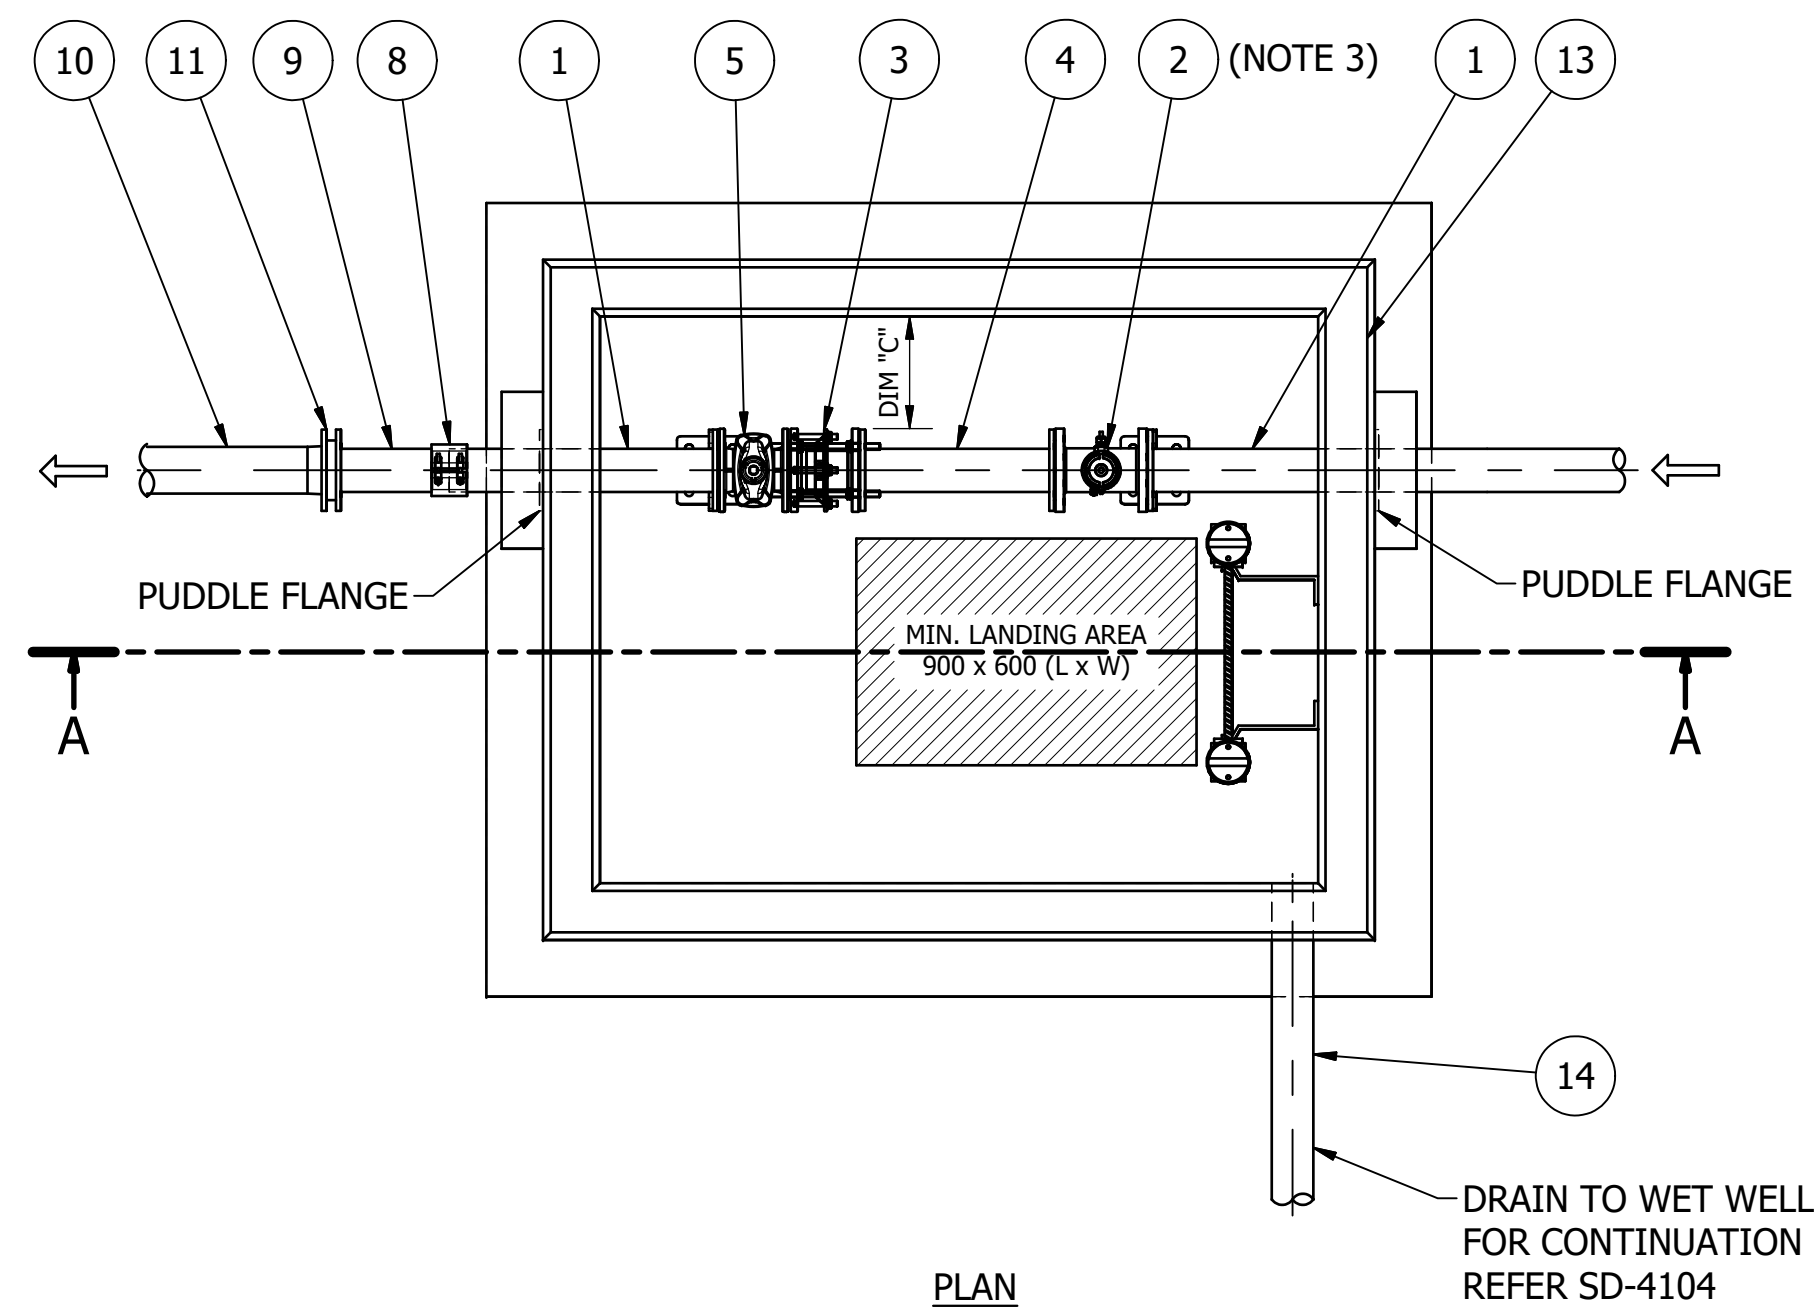 10 11 9 8 1 5 3 4 2 (NOTE 3) 1 13
DIM "C"
PUDDLE FLANGE
PUDDLE FLANGE
MIN. LANDING AREA
900 x 600 (L x W)
A A
14
DRAIN TO WET WELL
FOR CONTINUATION
REFER SD-4104
PLAN